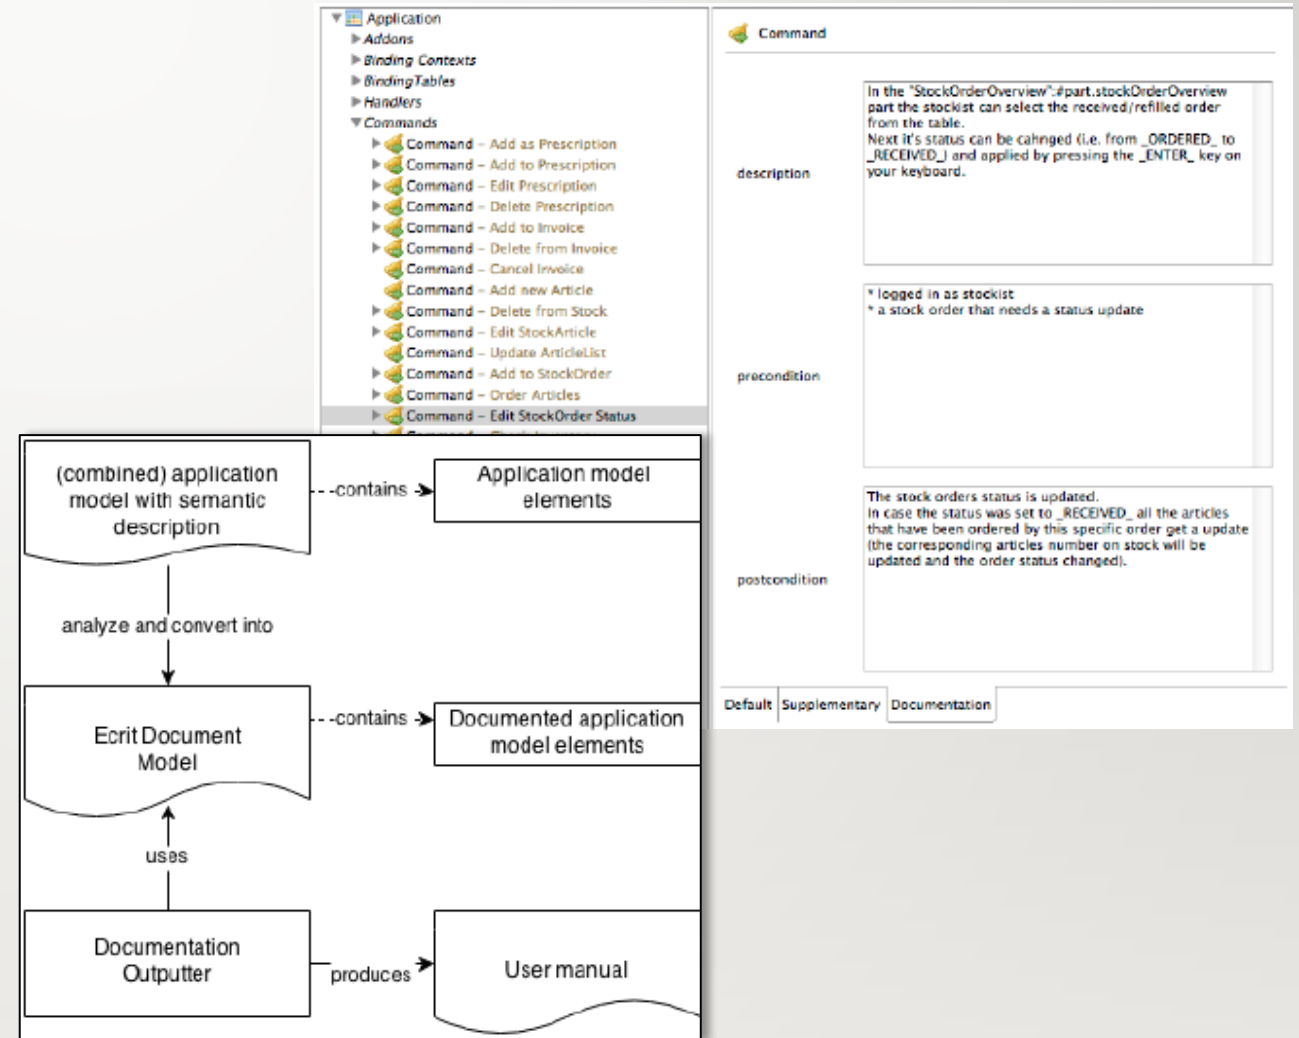 Application
Addons
Binding Contexts
BindingTables
Handlers
Commands
Command – Add as Prescription
Command – Add to Prescription
Command – Edit Prescription
Command – Delete Prescription
Command – Add to Invoice
Command – Delete from Invoice
Command – Cancel Invoice
Command – Add new Article
Command – Delete from Stock
Command – Edit StockArticle
Command – Update ArticleList
Command – Add to StockOrder
Command – Order Articles
Command – Edit StockOrder Status
Command
description
In the "StockOrderOverview":#part.stockOrderOverview
part the stockist can select the received/refilled order
from the table.
Next it's status can be cahnged (i.e. from _ORDERED_ to
_RECEIVED_) and applied by pressing the _ENTER_ key on
your keyboard.
precondition
* logged in as stockist
* a stock order that needs a status update
postcondition
The stock orders status is updated.
In case the status was set to _RECEIVED_ all the articles
that have been ordered by this specific order get a update
(the corresponding articles number on stock will be
updated and the order status changed).
Default Supplementary Documentation
(combined) application
model with semantic
description
contains
Application model
elements
analyze and convert into
Ecrit Document
Model
contains
Documented application
model elements
uses
Documentation
Outputter
produces
User manual